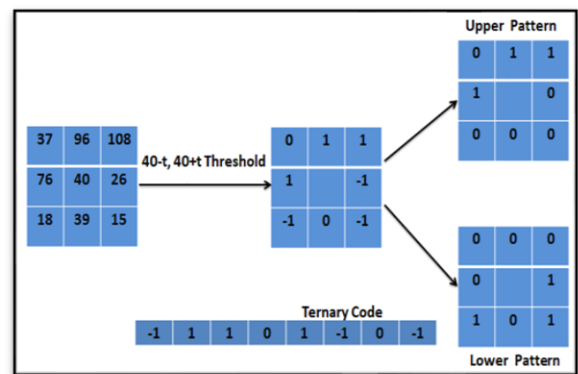 Upper Pattern
0 1 1
1 0
0 0 0
37 96 108
76 40 26
18 39 15
40-t, 40+t Threshold
0 1 1
1 -1
-1 0 -1
0 0 0
0 1
1 0 1
Lower Pattern
Ternary Code
-1 1 1 0 1 -1 0 -1